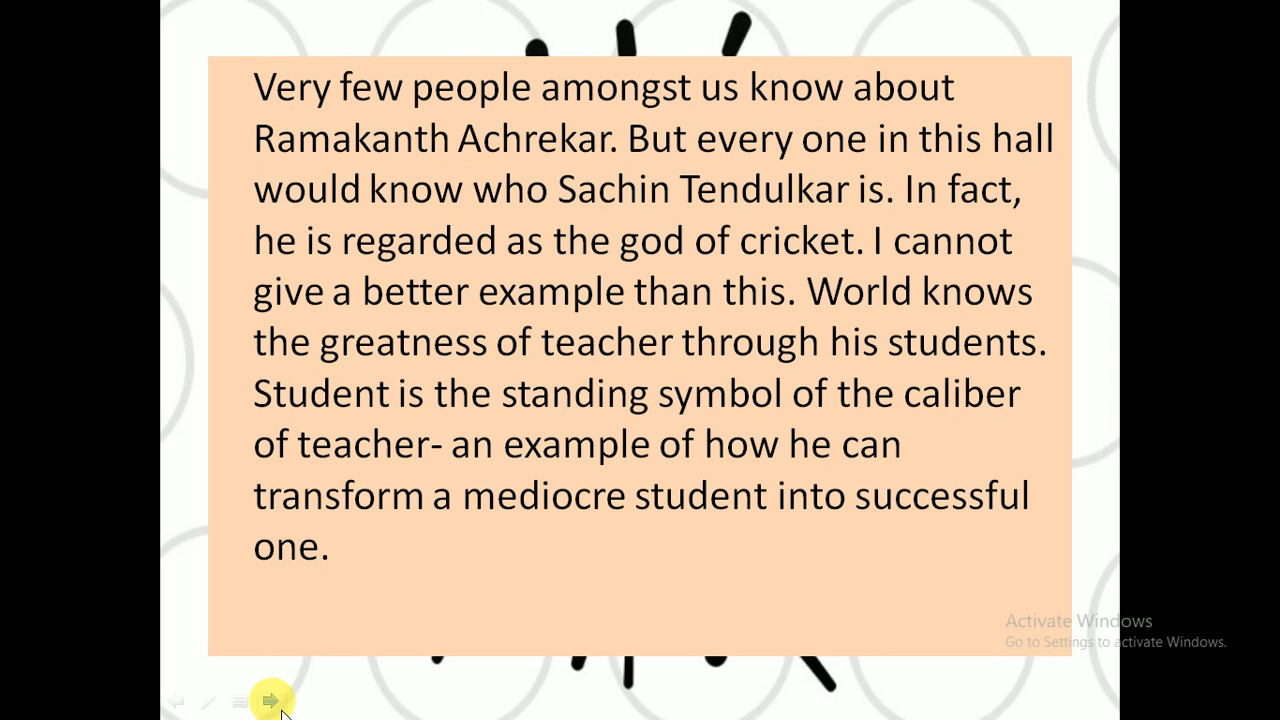 Very few people amongst us know about
Ramakanth Achrekar. But every one in this hall
would know who Sachin Tendulkar is. In fact,
he is regarded as the god of cricket. I cannot
give a better example than this. World knows
the greatness of teacher through his students.
Student is the standing symbol of the caliber
of teacher- an example of how he can
transform a mediocre student into successful
one.
Activate Windows
Go to Settings to activate Windows.